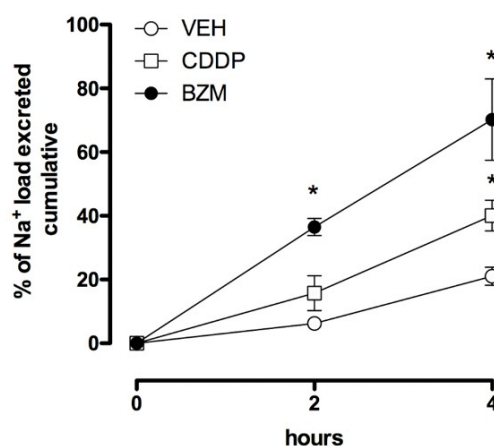 100
80
60
40
20
0
% of Na⁺ load excreted
cumulative
VEH
CDDP
BZM
*
*
*
0 2 4
hours